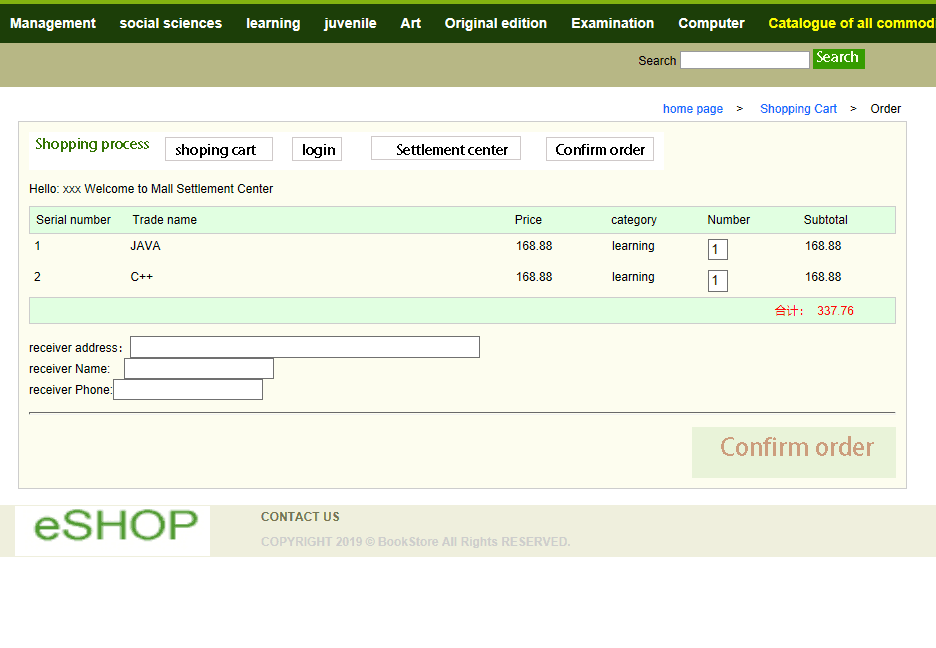 Management social sciences learning juvenile Art Original edition Examination Computer Catalogue of all commod
Search Search
home page > Shopping Cart > Order
Shopping process shoping cart login Settlement center Confirm order
Hello: xxx Welcome to Mall Settlement Center
Serial number Trade name Price category Number Subtotal
1 JAVA 168.88 learning 1 168.88
2 C++ 168.88 learning 1 168.88
合计： 337.76
receiver address：
receiver Name:
receiver Phone:
Confirm order
eSHOP
CONTACT US
COPYRIGHT 2019 © BookStore All Rights RESERVED.